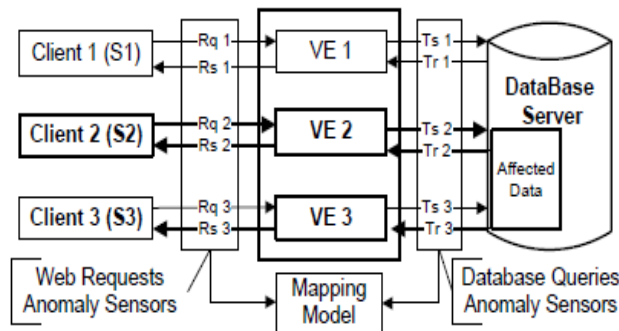 Client 1 (S1)
Rq 1
Rs 1
VE 1
Ts 1
Tr 1
DataBase
Server
Client 2 (S2)
Rq 2
Rs 2
VE 2
Ts 2
Tr 2
Affected
Data
Client 3 (S3)
Rq 3
Rs 3
VE 3
Ts 3
Tr 3
Web Requests
Anomaly Sensors
Mapping
Model
Database Queries
Anomaly Sensors